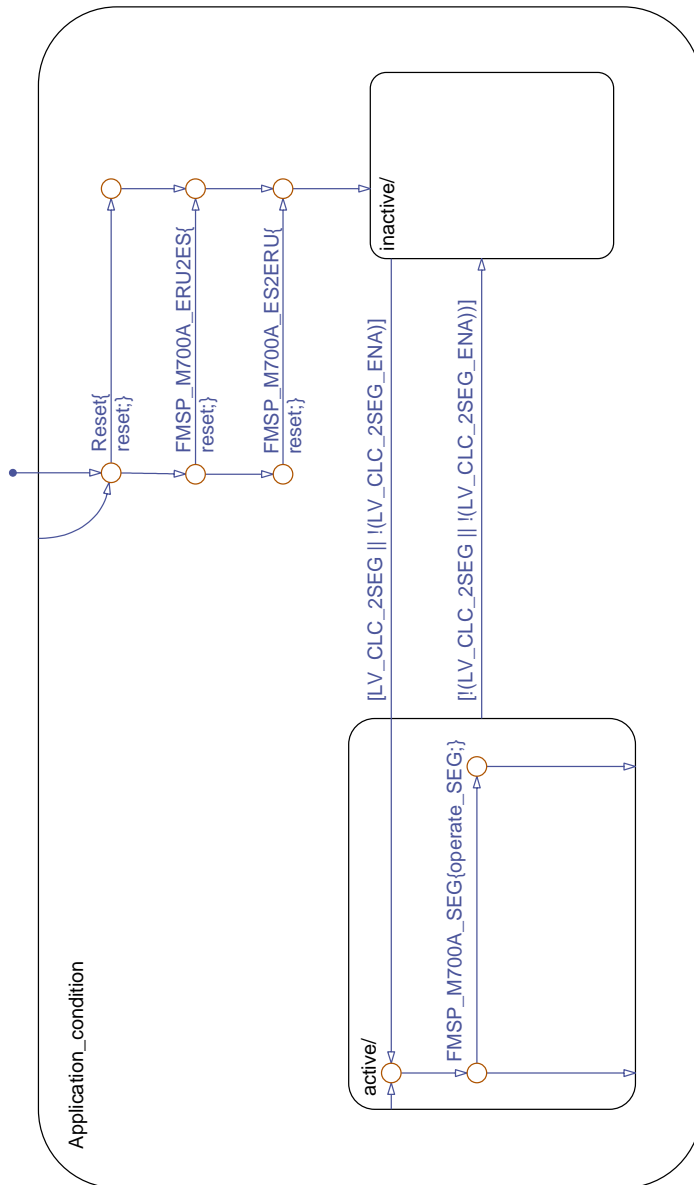 Application_condition
Reset{
reset;}
FMSP_M700A_ERU2ES{
reset;}
FMSP_M700A_ES2ERU{
reset;}
active/
FMSP_M700A_SEG{operate_SEG;}
[LV_CLC_2SEG || !(LV_CLC_2SEG_ENA)]
[!(LV_CLC_2SEG || !(LV_CLC_2SEG_ENA))]
inactive/